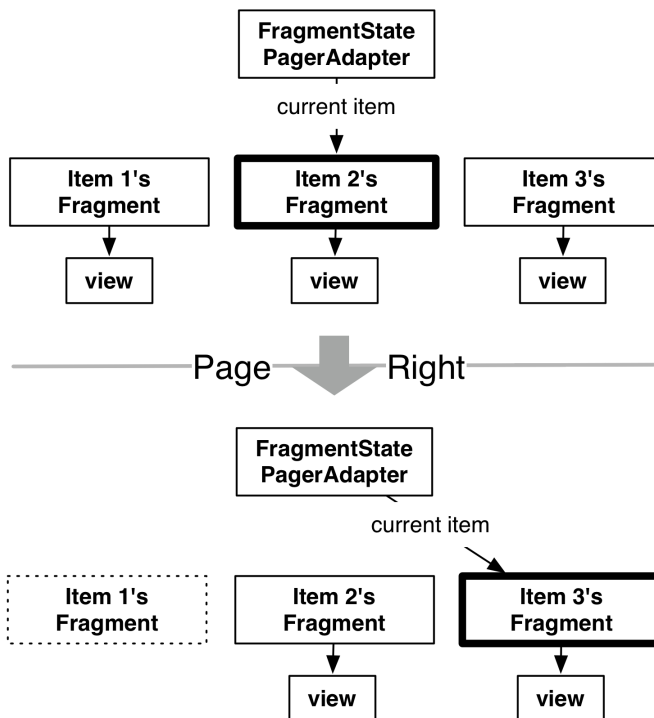 FragmentState
PagerAdapter
current item
Item 1's
Fragment
Item 2's
Fragment
Item 3's
Fragment
view
view
view
Page
Right
FragmentState
PagerAdapter
current item
Item 1's
Fragment
Item 2's
Fragment
Item 3's
Fragment
view
view